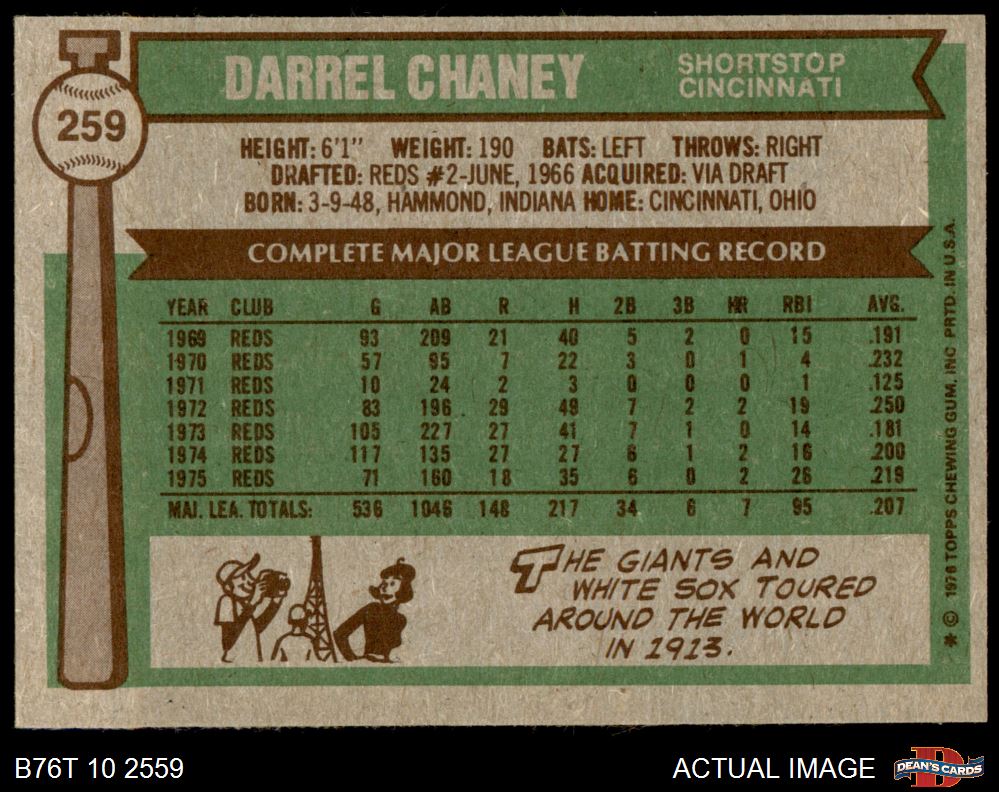 259
DARREL CHANEY
SHORTSTOP
CINCINNATI
HEIGHT: 6'1" WEIGHT: 190 BATS: LEFT THROWS: RIGHT
DRAFTED: REDS #2-JUNE, 1966 ACQUIRED: VIA DRAFT
BORN: 3-9-48, HAMMOND, INDIANA HOME: CINCINNATI, OHIO
COMPLETE MAJOR LEAGUE BATTING RECORD
YEAR CLUB G AB R H 2B 3B HR RBI AVG.
1969 REDS 93 209 21 40 5 2 0 15 .191
1970 REDS 57 95 7 22 3 0 1 4 .232
1971 REDS 10 24 2 3 0 0 0 1 .125
1972 REDS 83 196 29 49 7 2 2 19 .250
1973 REDS 105 227 27 41 7 1 0 14 .181
1974 REDS 117 135 27 27 6 1 2 16 .200
1975 REDS 71 160 18 35 6 0 2 26 .219
MAJ. LEA. TOTALS: 536 1046 148 217 34 6 7 95 .207
THE GIANTS AND
WHITE SOX TOURED
AROUND THE WORLD
IN 1913.
* © 1976 TOPPS CHEWING GUM, INC PRTD. IN U.S.A.
B76T 10 2559
ACTUAL IMAGE
DEAN'S CARDS